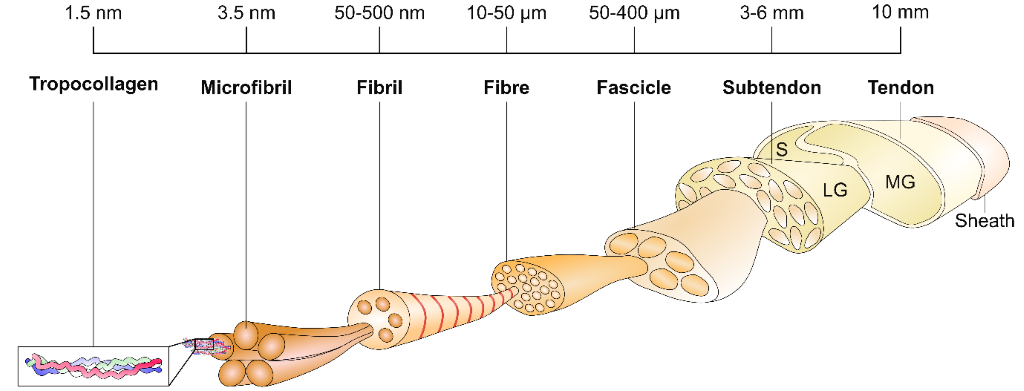 1.5 nm 3.5 nm 50-500 nm 10-50 µm 50-400 µm 3-6 mm 10 mm
Tropocollagen Microfibril Fibril Fibre Fascicle Subtendon Tendon
S
LG
MG
Sheath